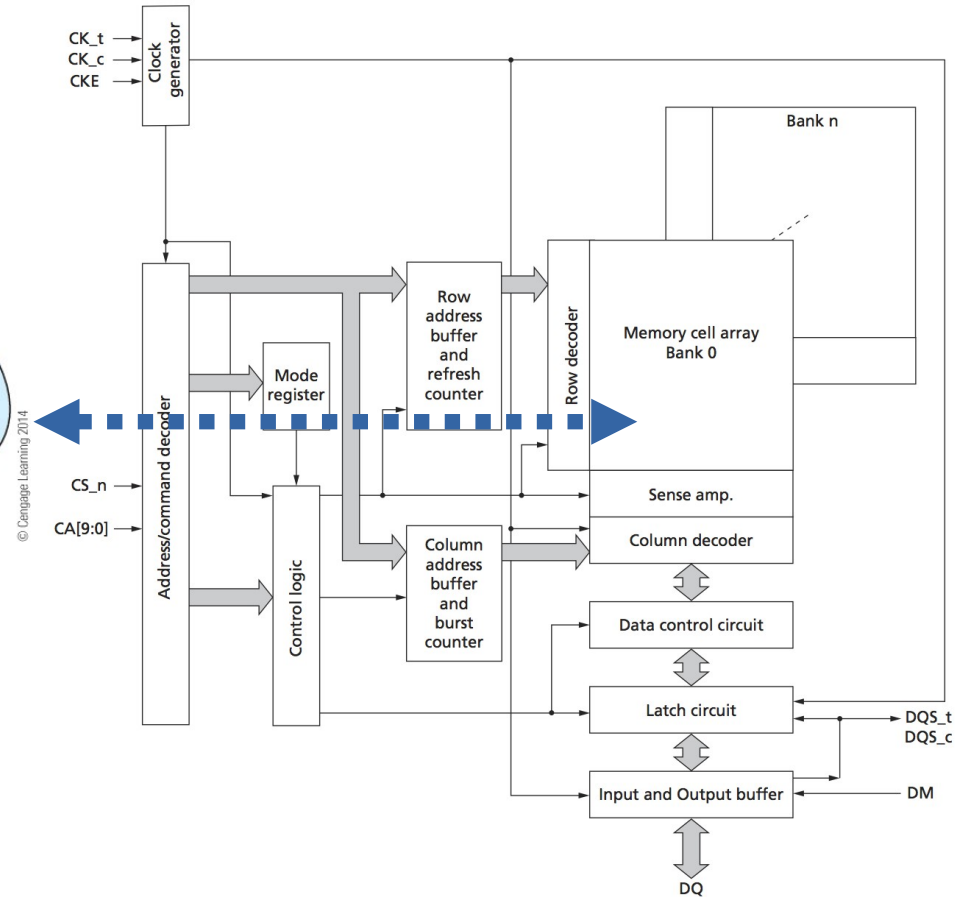 CK_t
CK_c
CKE
Clock
generator
Bank n
Address/command decoder
Row
address
buffer
and
refresh
counter
Row decoder
Memory cell array
Bank 0
Mode
register
© Cengage Learning 2014
CS_n
CA[9:0]
Control logic
Sense amp.
Column decoder
Column
address
buffer
and
burst
counter
Data control circuit
Latch circuit
DQS_t
DQS_c
Input and Output buffer
DM
DQ